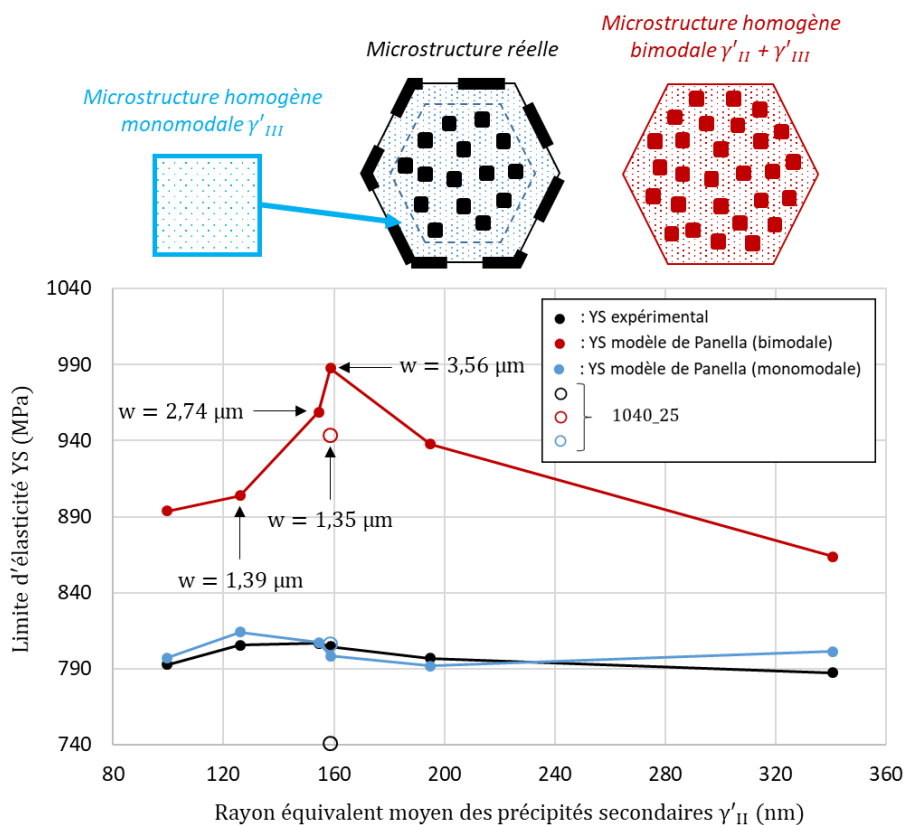 Microstructure homogène
monomodale γ'III
Microstructure réelle
Microstructure homogène
bimodale γ'II + γ'III
1040
990
940
890
840
790
740
Limite d'élasticité YS (MPa)
: YS expérimental
: YS modèle de Panella (bimodale)
: YS modèle de Panella (monomodale)
1040_25
w = 3,56 μm
w = 2,74 μm
w = 1,35 μm
w = 1,39 μm
80
120
160
200
240
280
320
360
Rayon équivalent moyen des précipités secondaires γ'II (nm)